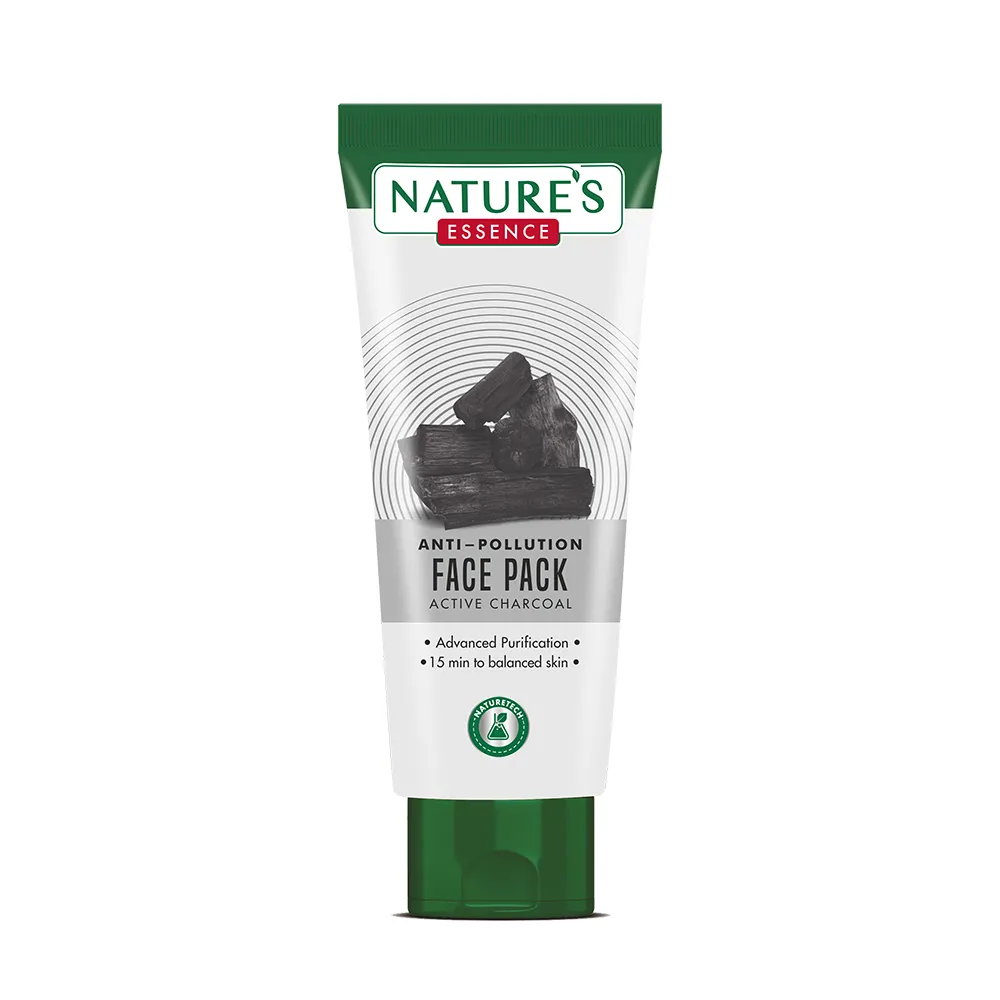 NATURE'S
ESSENCE
ANTI-POLLUTION
FACE PACK
ACTIVE CHARCOAL
• Advanced Purification •
• 15 min to balanced skin •
NATURETECH